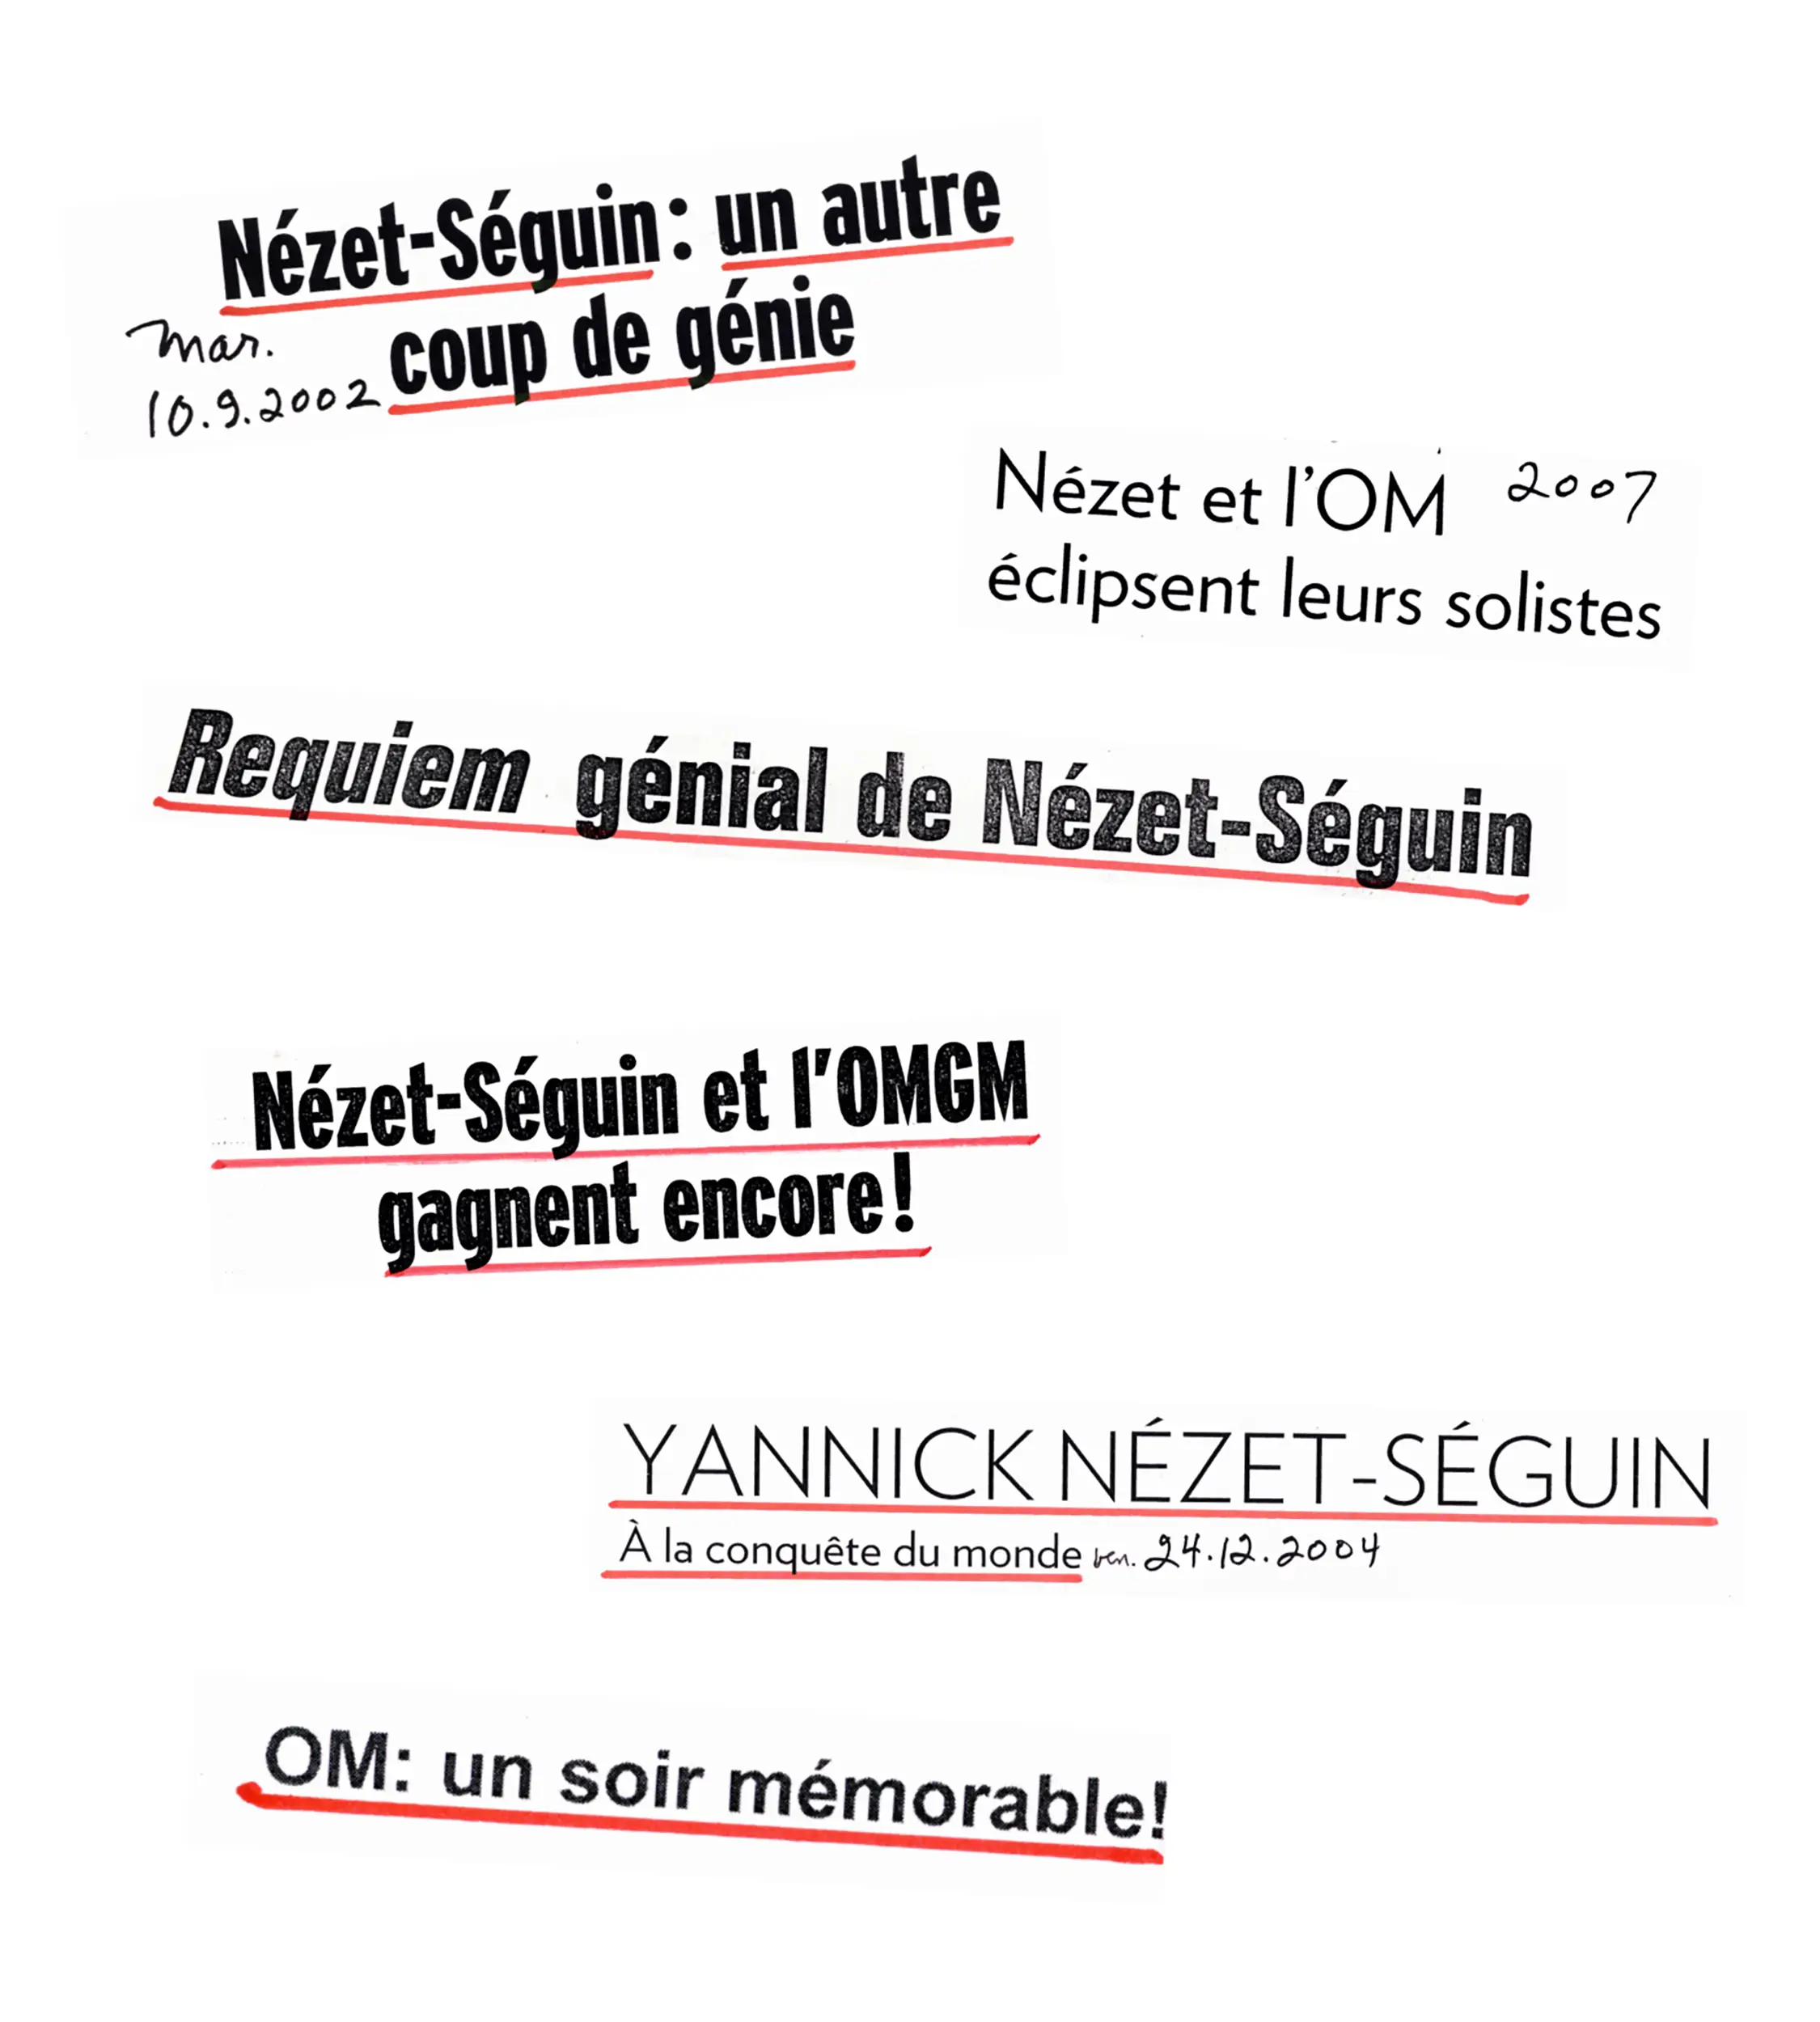 Nézet-Séguin: un autre
mar.
coup de génie
10.9.2002
Nézet et l'OM 2007
éclipsent leurs solistes
Requiem génial de Nézet-Séguin
Nézet-Séguin et l'OMGM
gagnent encore!
YANNICK NÉZET-SÉGUIN
À la conquête du monde ven. 24.12.2004
OM: un soir mémorable!